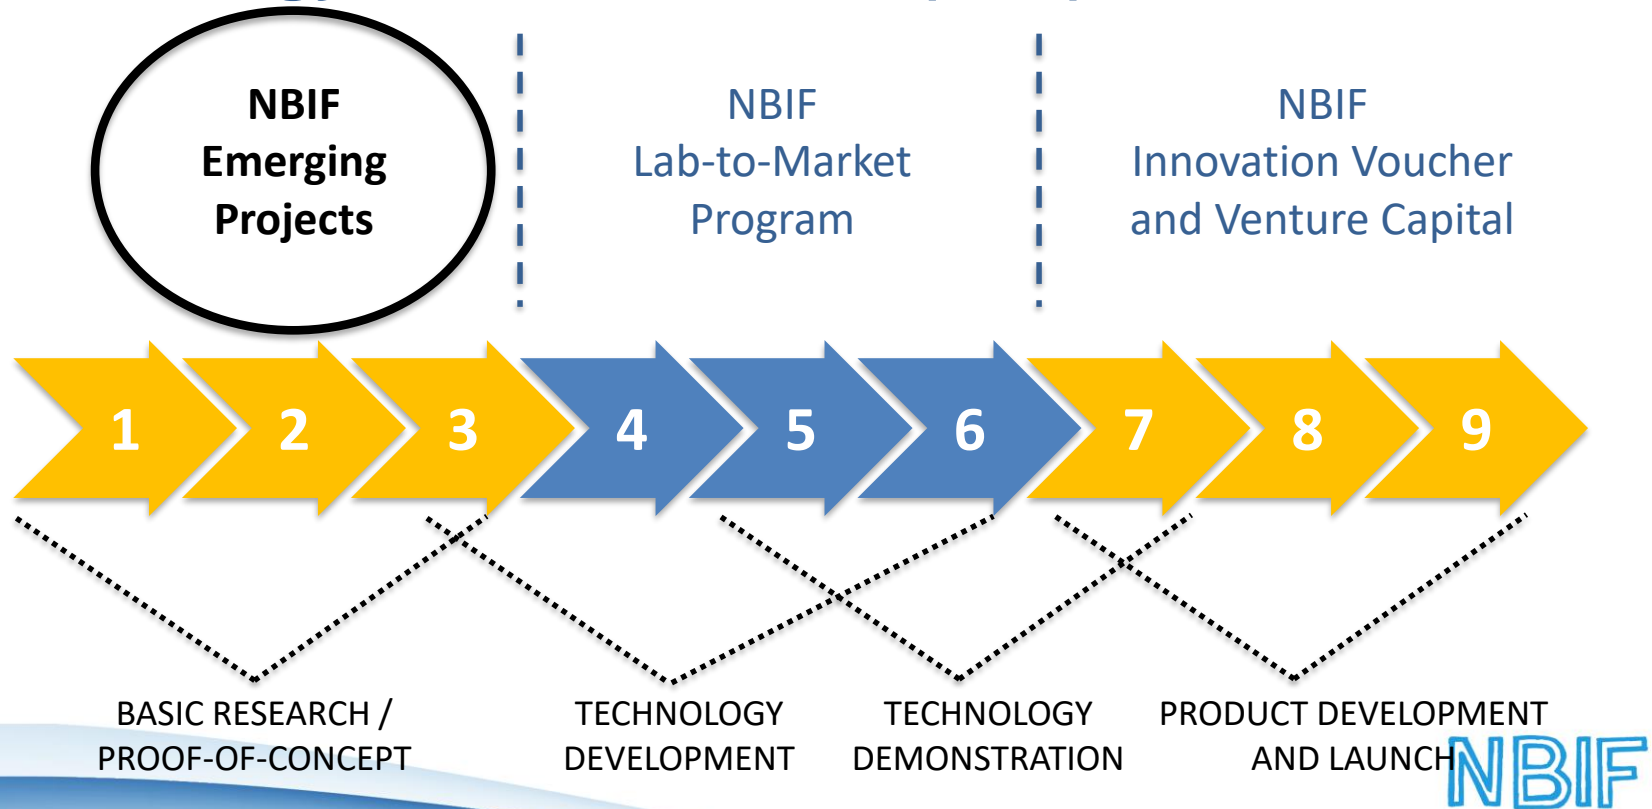 NBIF
Emerging
Projects
NBIF
Lab-to-Market
Program
NBIF
Innovation Voucher
and Venture Capital
1 2 3 4 5 6 7 8 9
BASIC RESEARCH /
PROOF-OF-CONCEPT
TECHNOLOGY
DEVELOPMENT
TECHNOLOGY
DEMONSTRATION
PRODUCT DEVELOPMENT
AND LAUNCH
NBIF